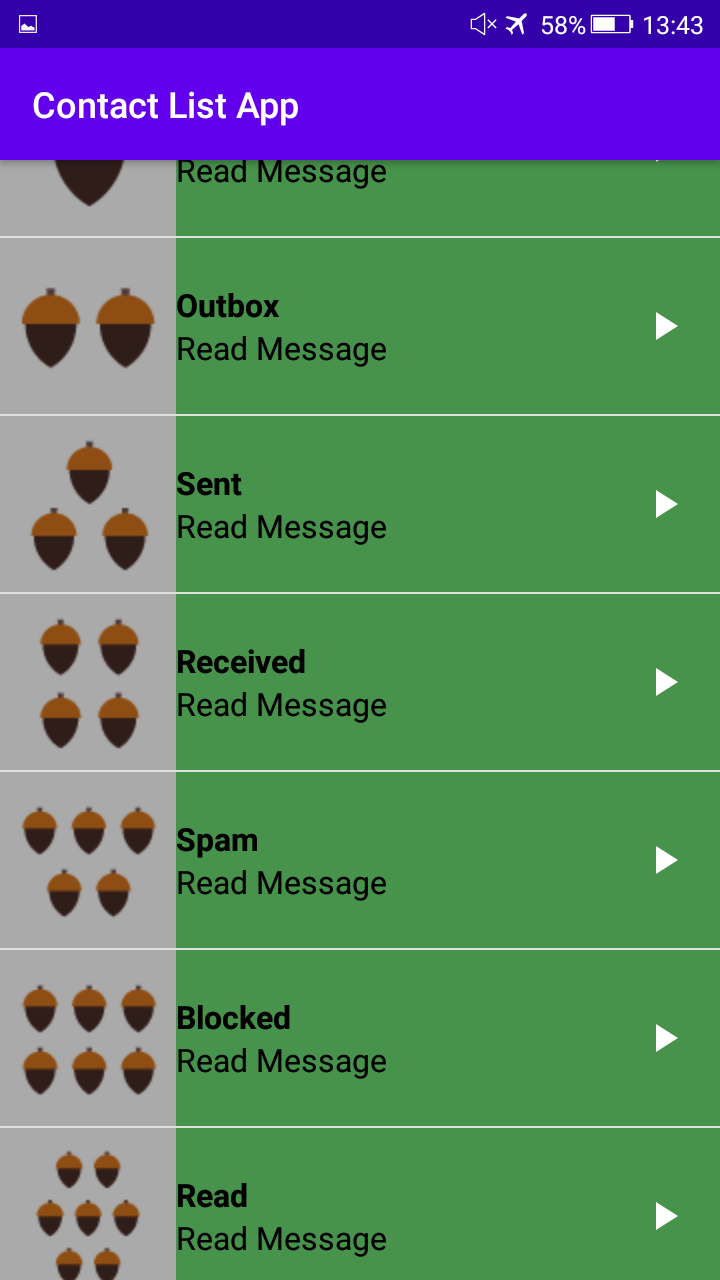 58% 13:43
Contact List App
Read Message
Outbox
Read Message
Sent
Read Message
Received
Read Message
Spam
Read Message
Blocked
Read Message
Read
Read Message